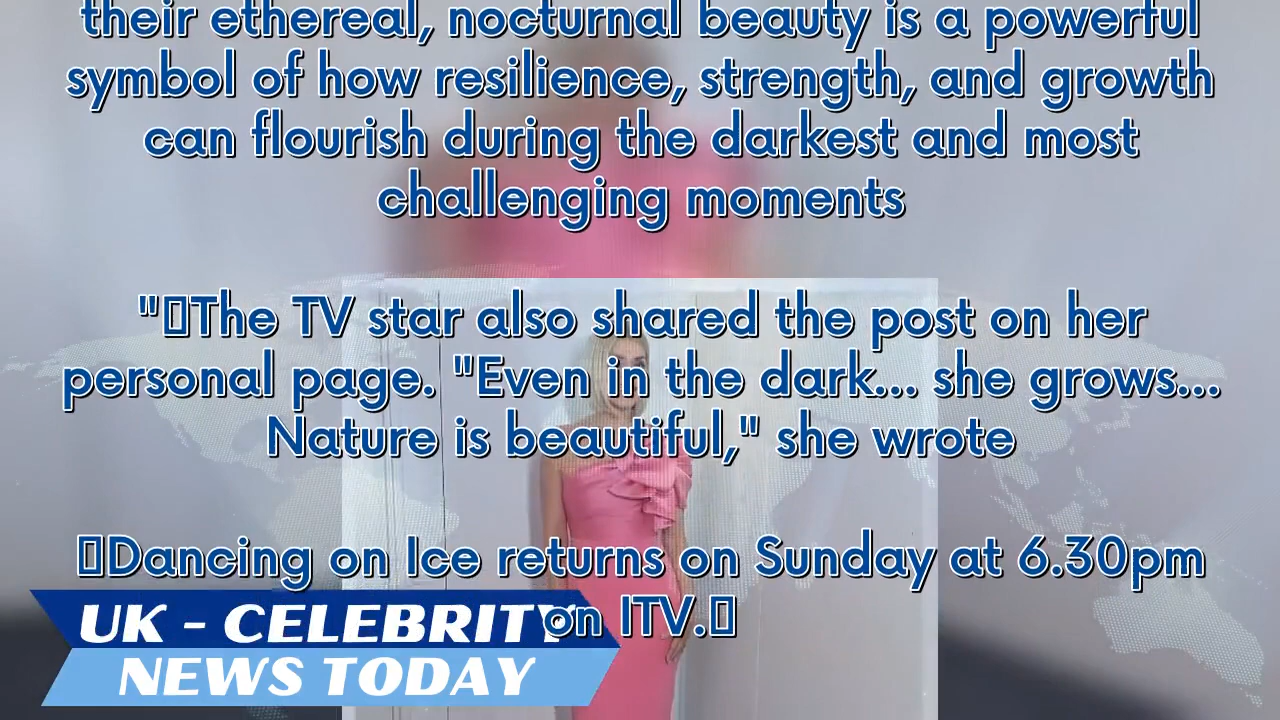 their ethereal, nocturnal beauty is a powerful
symbol of how resilience, strength, and growth
can flourish during the darkest and most
challenging moments
"▯The TV star also shared the post on her
personal page. "Even in the dark... she grows...
Nature is beautiful," she wrote
▯Dancing on Ice returns on Sunday at 6.30pm
on ITV.▯
UK - CELEBRITY
NEWS TODAY